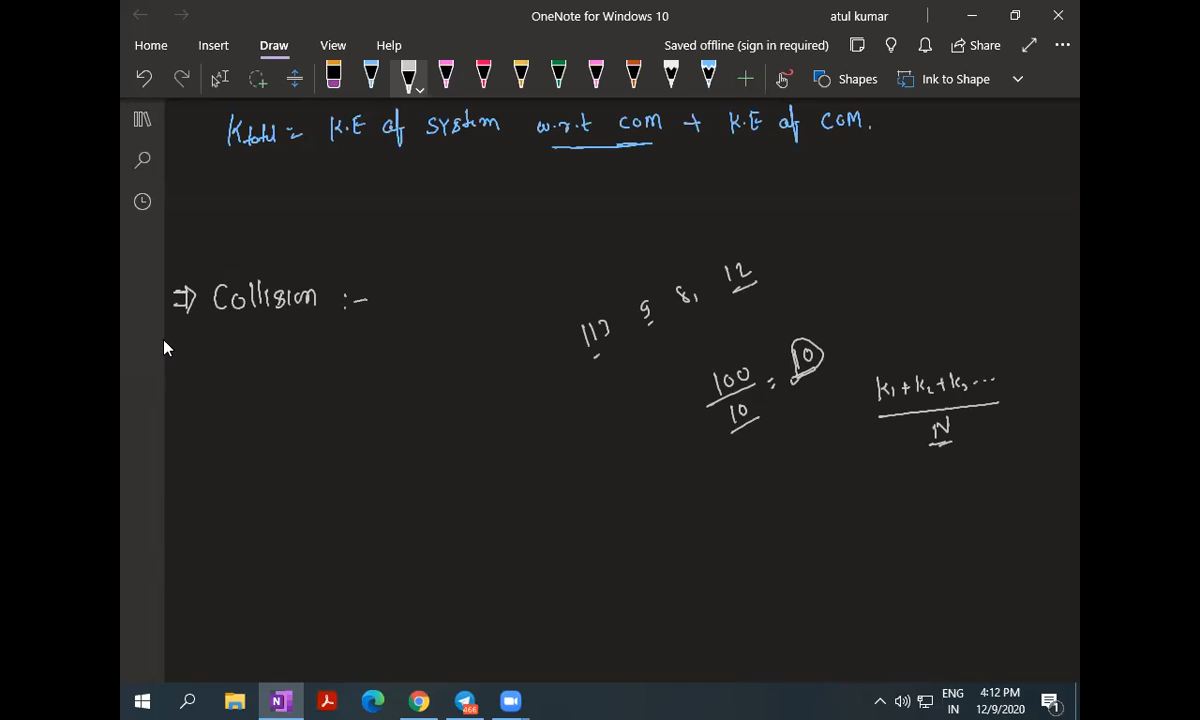 OneNote for Windows 10
atul kumar
Home Insert Draw View Help
Saved offline (sign in required)
Share
Shapes
Ink to Shape
Ktotal = K.E of system w.r.t COM + K.E of COM.
⇒ Collision :-
9 8, 12
100/10 = 10
k₁ + k₂ + k₃ ...
N
466
ENG
IN
4:12 PM
12/9/2020
1